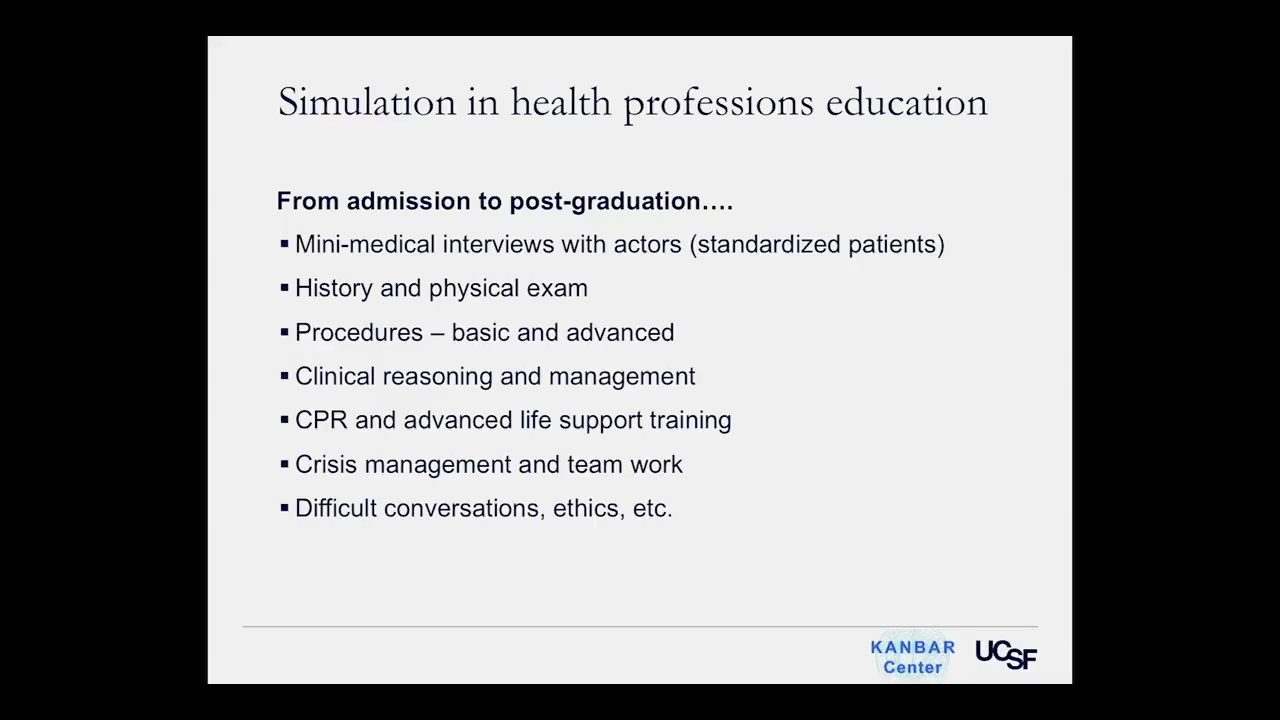 Simulation in health professions education
From admission to post-graduation....
▪ Mini-medical interviews with actors (standardized patients)
▪ History and physical exam
▪ Procedures – basic and advanced
▪ Clinical reasoning and management
▪ CPR and advanced life support training
▪ Crisis management and team work
▪ Difficult conversations, ethics, etc.
KANBAR
Center
UCSF